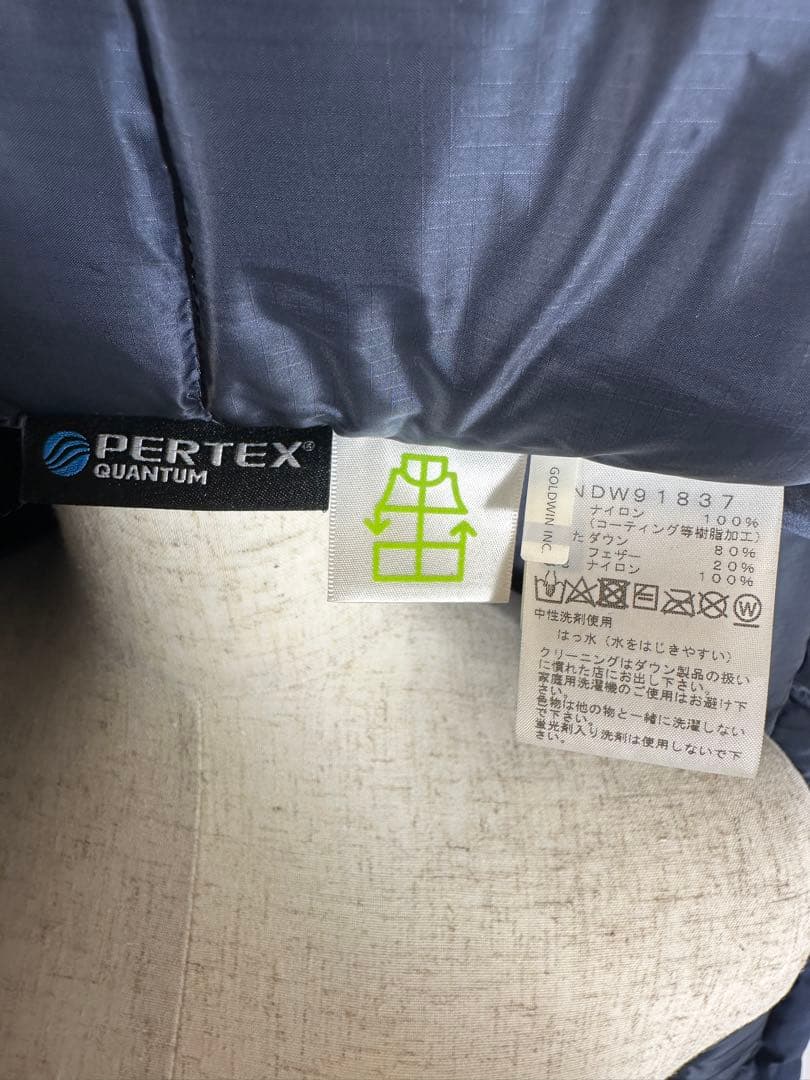 PERTEX®
QUANTUM
GOLDWIN INC.
NDW91837
ナイロン 100%
(コーティング等樹脂加工)
た ダウン 80%
フェザー 20%
ナイロン 100%
W
中性洗剤使用
はっ水(水をはじきやすい)
クリーニングはダウン製品の扱い
に慣れた店にお出し下さい。
家庭用洗濯機のご使用はお避け下
さい。
色物は他の物と一緒に洗濯しない
で下さい。
蛍光剤入り洗剤は使用しないで下
さい。